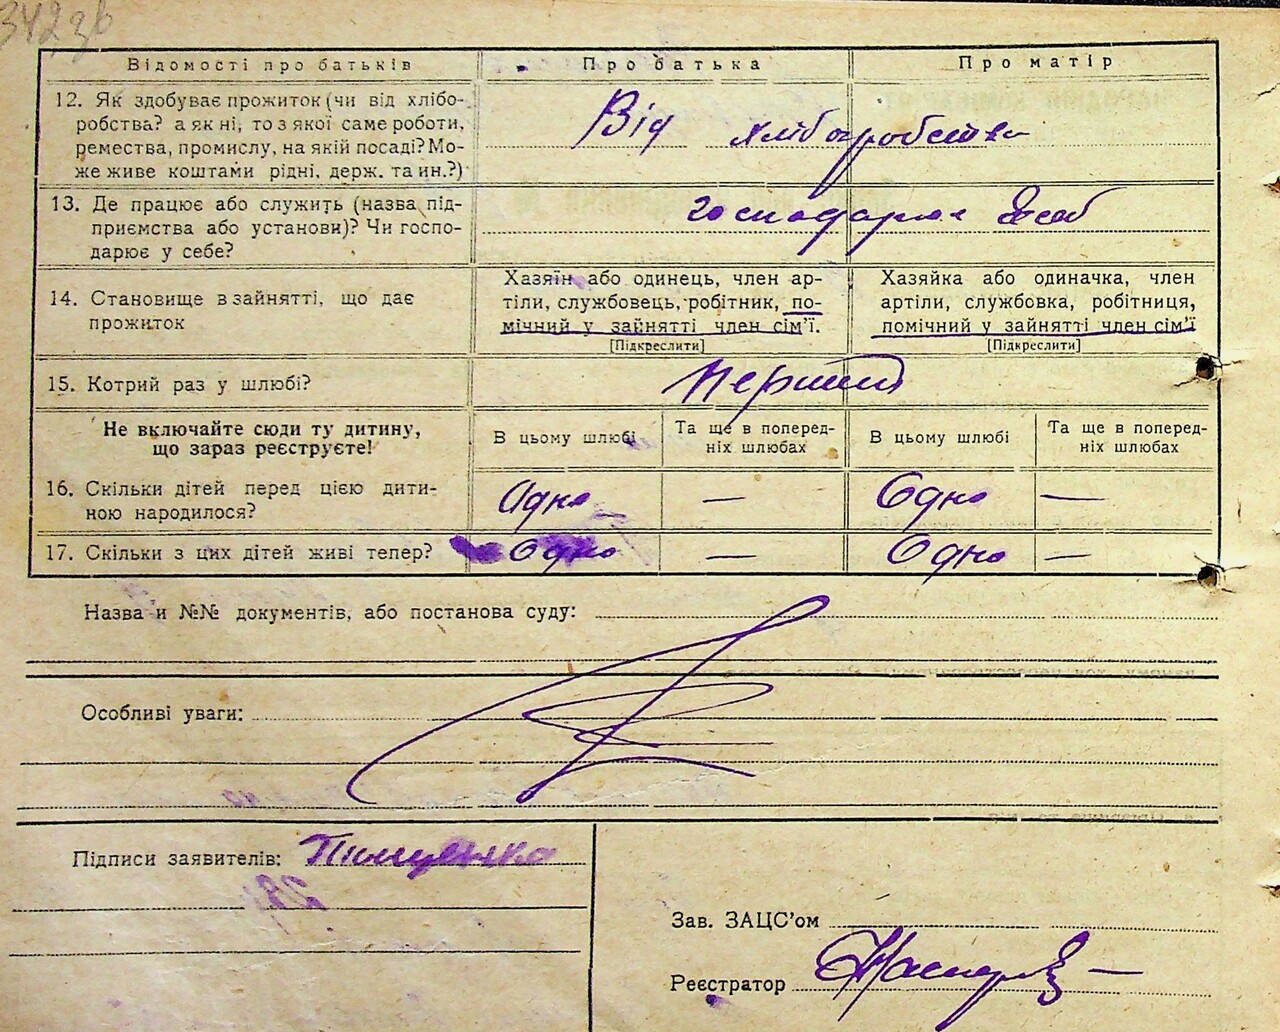 342зв
Відомості про батьків Про батька Про матір
12. Як здобуває прожиток (чи від хлібо-
робства? а як ні, то з якої саме роботи,
ремества, промислу, на якій посаді? Мо-
же живе коштами рідні, держ. та ин.?)
Від хліборобства
13. Де працює або служить (назва під-
приємства або установи)? Чи госпо-
дарює у себе?
господарює
14. Становище в зайнятті, що дає
прожиток
Хазяїн або одинець, член ар-
тіли, службовець, робітник, по-
мічний у зайнятті член сім'ї.
[Підкреслити]
Хазяйка або одиначка, член
артіли, службовка, робітниця,
помічний у зайнятті член сім'ї
[Підкреслити]
15. Котрий раз у шлюбі?
Перший
Не включайте сюди ту дитину,
що зараз реєструєте!
В цьому шлюбі
Та ще в поперед-
ніх шлюбах
В цьому шлюбі
Та ще в поперед-
ніх шлюбах
16. Скільки дітей перед цією дити-
ною народилося?
Одно — Одно —
17. Скільки з цих дітей живі тепер?
Одно — Одно —
Назва и №№ документів, або постанова суду:
Особливі уваги:
Підписи заявителів: Тимченко
Зав. ЗАЦС'ом
Реєстратор